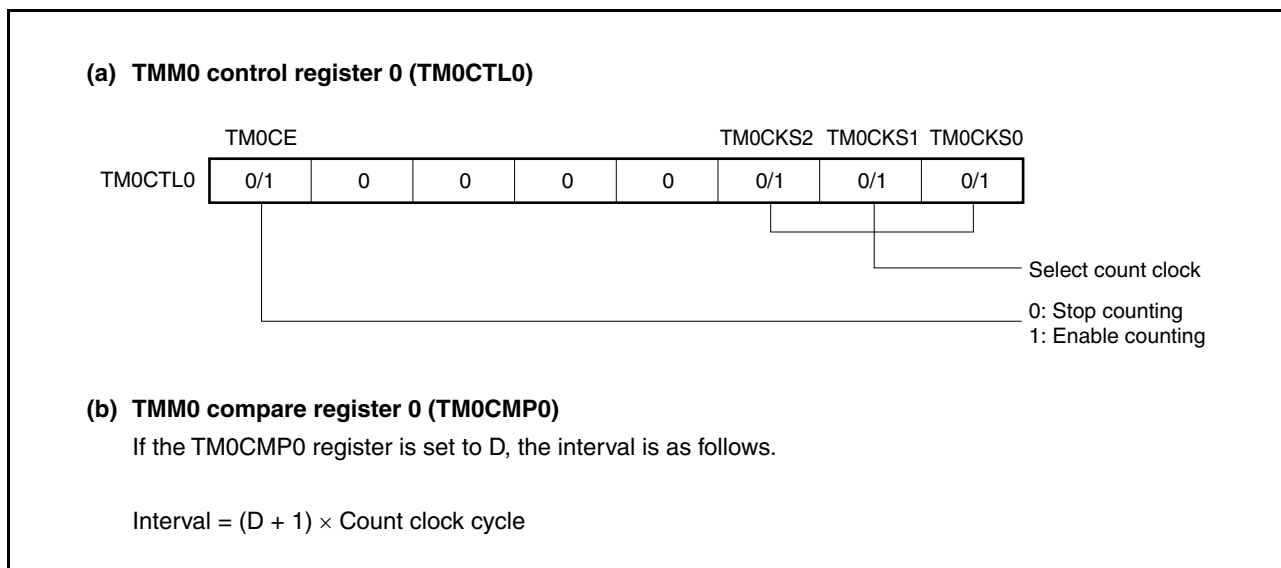 (a) TMM0 control register 0 (TM0CTL0)
TM0CE TM0CKS2 TM0CKS1 TM0CKS0
TM0CTL0 0/1 0 0 0 0 0/1 0/1 0/1
Select count clock
0: Stop counting
1: Enable counting
(b) TMM0 compare register 0 (TM0CMP0)
If the TM0CMP0 register is set to D, the interval is as follows.
Interval = (D + 1) × Count clock cycle